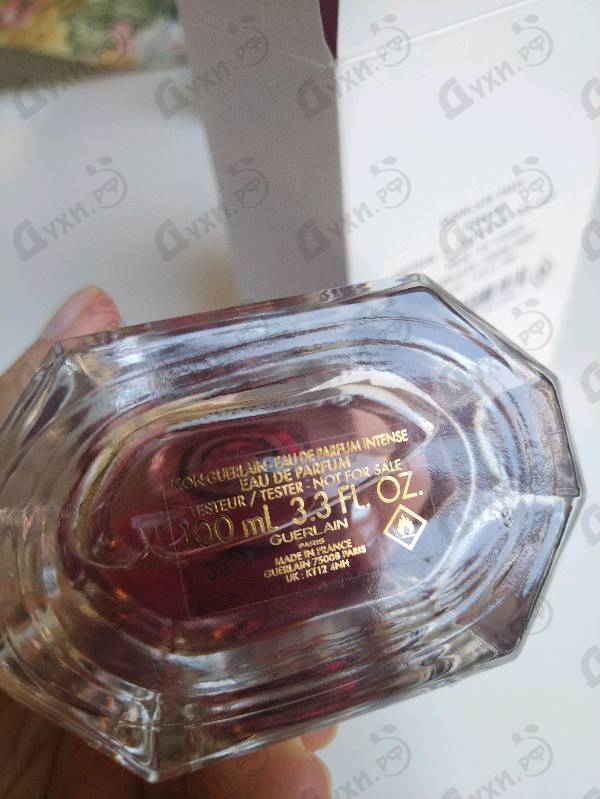 MON GUERLAIN - EAU DE PARFUM INTENSE
EAU DE PARFUM
TESTEUR / TESTER - NOT FOR SALE
100 mL 3.3 FL. OZ.
GUERLAIN
PARIS
MADE IN FRANCE
GUERLAIN 75008 PARIS
UK : KT12 4NH
Духи.РФ